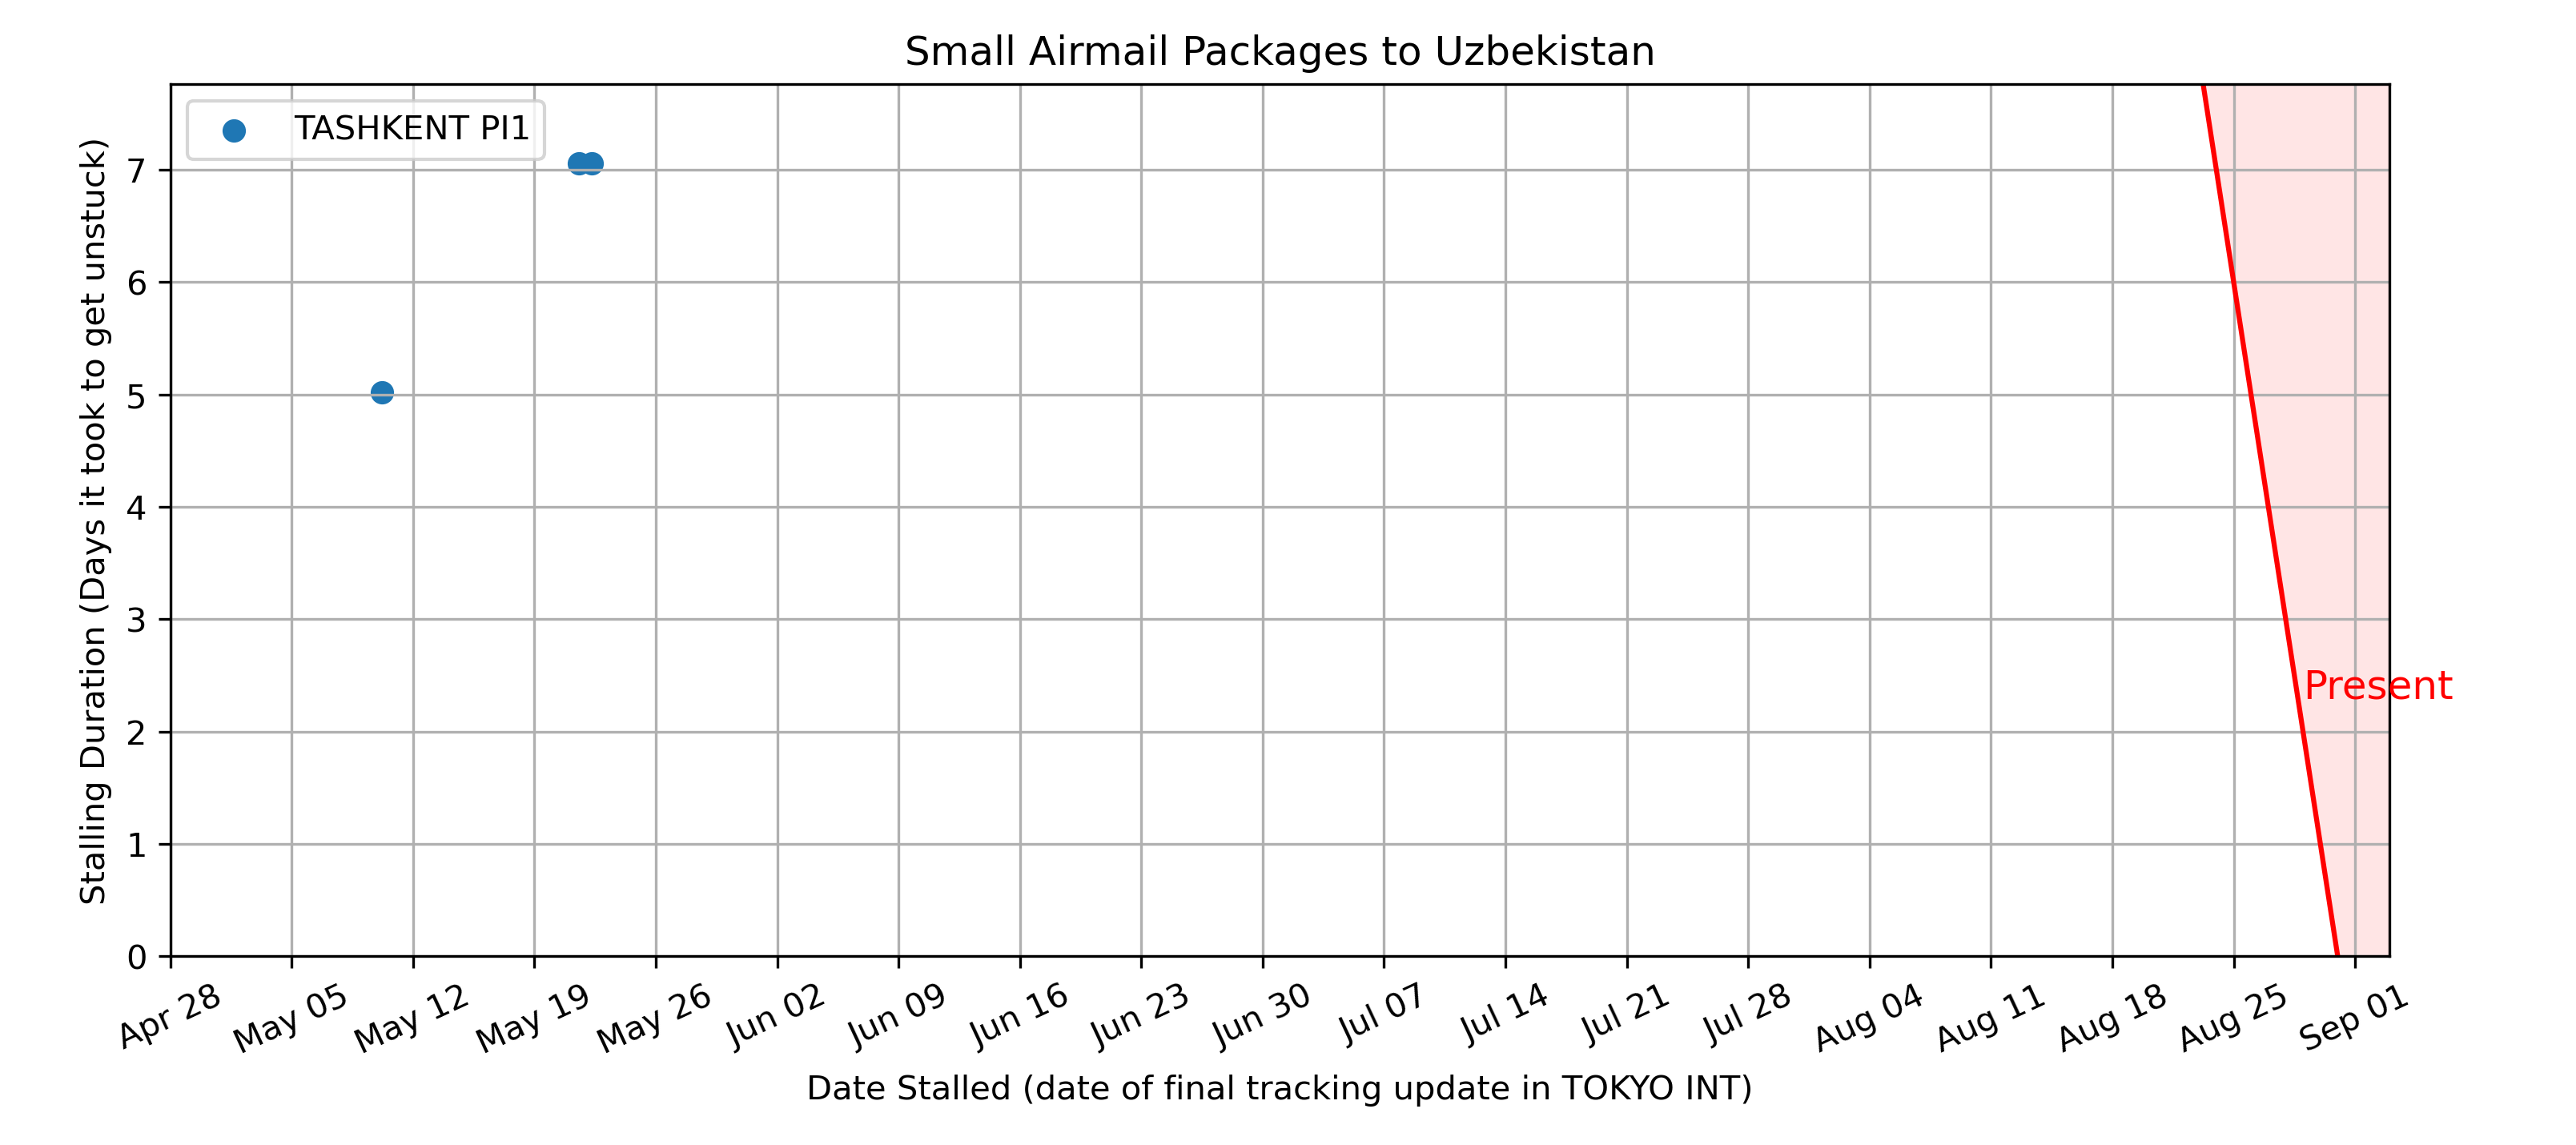 Small Airmail Packages to Uzbekistan
TASHKENT PI1
Stalling Duration (Days it took to get unstuck)
7
6
5
4
3
2
1
0
Present
Apr 28
May 05
May 12
May 19
May 26
Jun 02
Jun 09
Jun 16
Jun 23
Jun 30
Jul 07
Jul 14
Jul 21
Jul 28
Aug 04
Aug 11
Aug 18
Aug 25
Sep 01
Date Stalled (date of final tracking update in TOKYO INT)